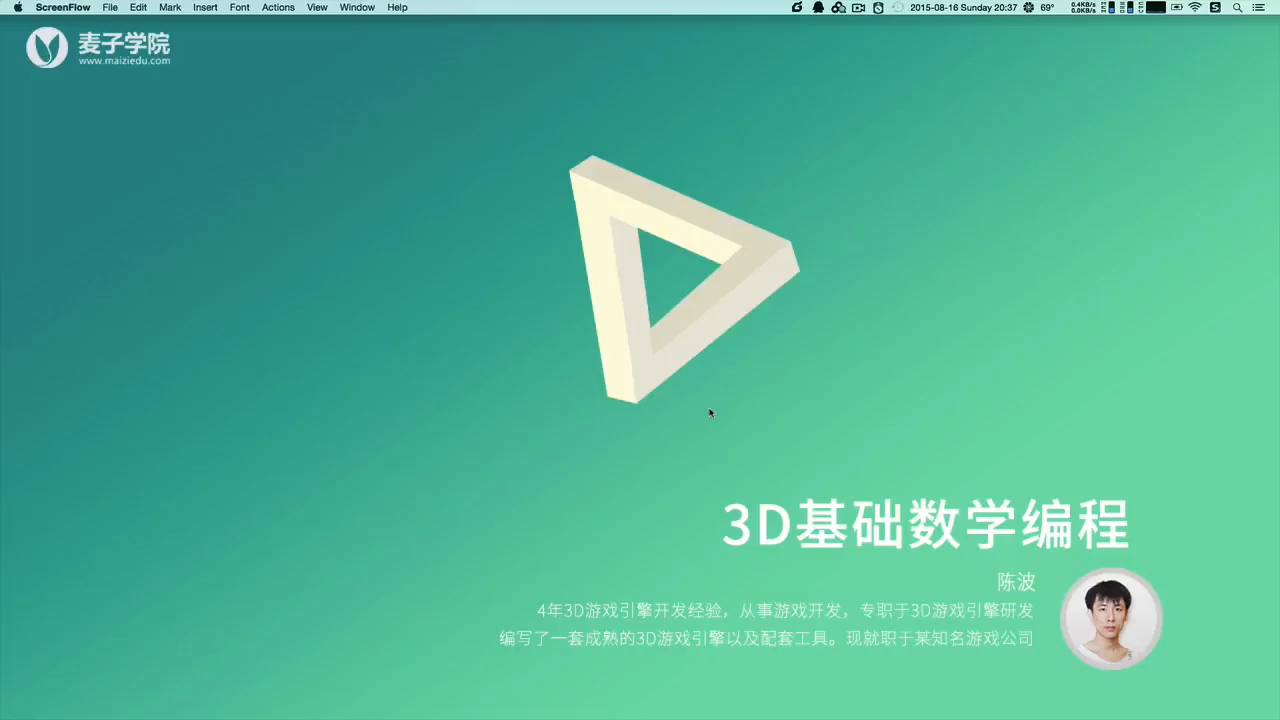 ScreenFlow File Edit Mark Insert Font Actions View Window Help
2015-08-16 Sunday 20:37 69° 0.4KB/s
0.0KB/s
麦子学院
www.maiziedu.com
3D基础数学编程
陈波
4年3D游戏引擎开发经验，从事游戏开发，专职于3D游戏引擎研发
编写了一套成熟的3D游戏引擎以及配套工具。现就职于某知名游戏公司